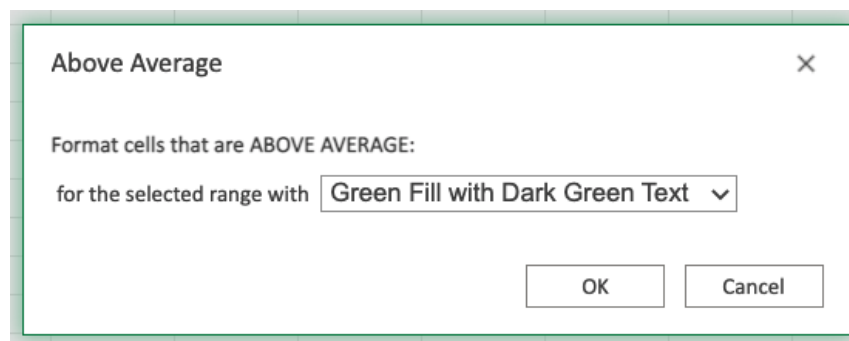 Above Average
Format cells that are ABOVE AVERAGE:
for the selected range with Green Fill with Dark Green Text
OK Cancel